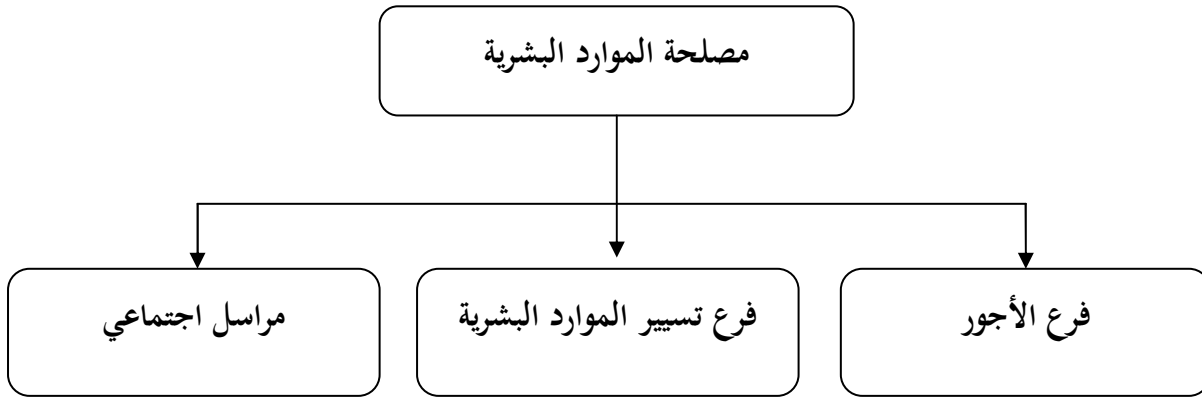 مصلحة الموارد البشرية
فرع الأجور
فرع تسيير الموارد البشرية
مراسل اجتماعي